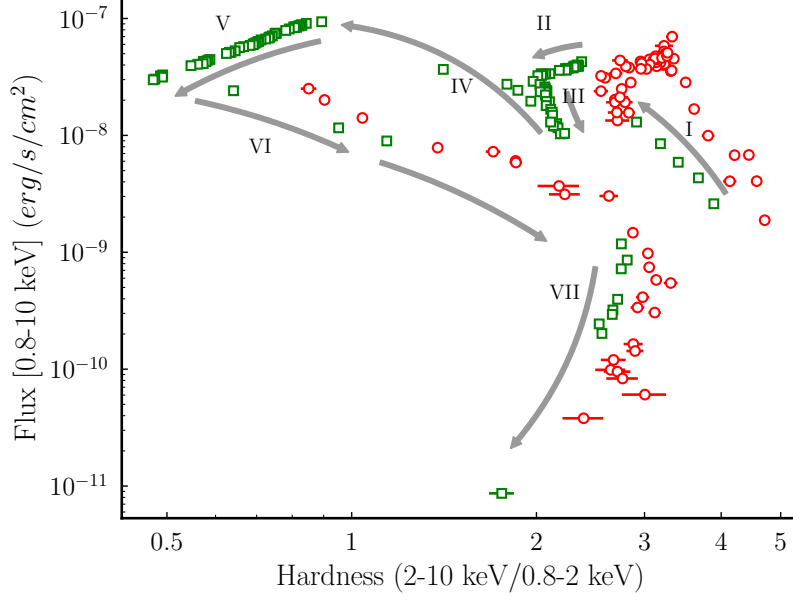 10⁻⁷
10⁻⁸
10⁻⁹
10⁻¹⁰
10⁻¹¹
Flux [0.8-10 keV] (erg/s/cm²)
V
II
IV
III
VI
I
VII
0.5
1
2
3
4
5
Hardness (2-10 keV/0.8-2 keV)